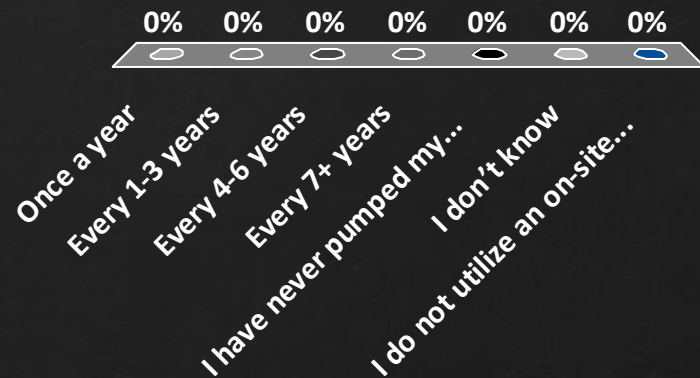 0% 0% 0% 0% 0% 0% 0%
Once a year
Every 1-3 years
Every 4-6 years
Every 7+ years
I have never pumped my...
I don't know
I do not utilize an on-site...